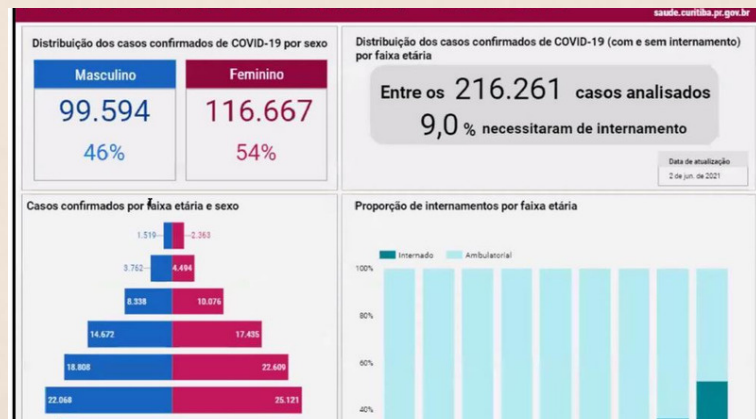 saude.curitiba.pr.gov.br
Distribuição dos casos confirmados de COVID-19 por sexo
Masculino
99.594
46%
Feminino
116.667
54%
Distribuição dos casos confirmados de COVID-19 (com e sem internamento)
por faixa etária
Entre os 216.261 casos analisados
9,0 % necessitaram de internamento
Data de atualização
2 de jun. de 2021
Casos confirmados por faixa etária e sexo
1.519 2.363
3.762 4.494
8.338 10.076
14.672 17.435
18.808 22.609
22.068 25.121
Proporção de internamentos por faixa etária
Internado Ambulatorial
100%
80%
60%
40%